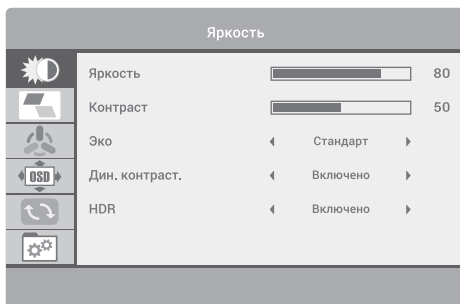 Яркость
Яркость 80
Контраст 50
Эко Стандарт
Дин. контраст. Включено
OSD
HDR Включено